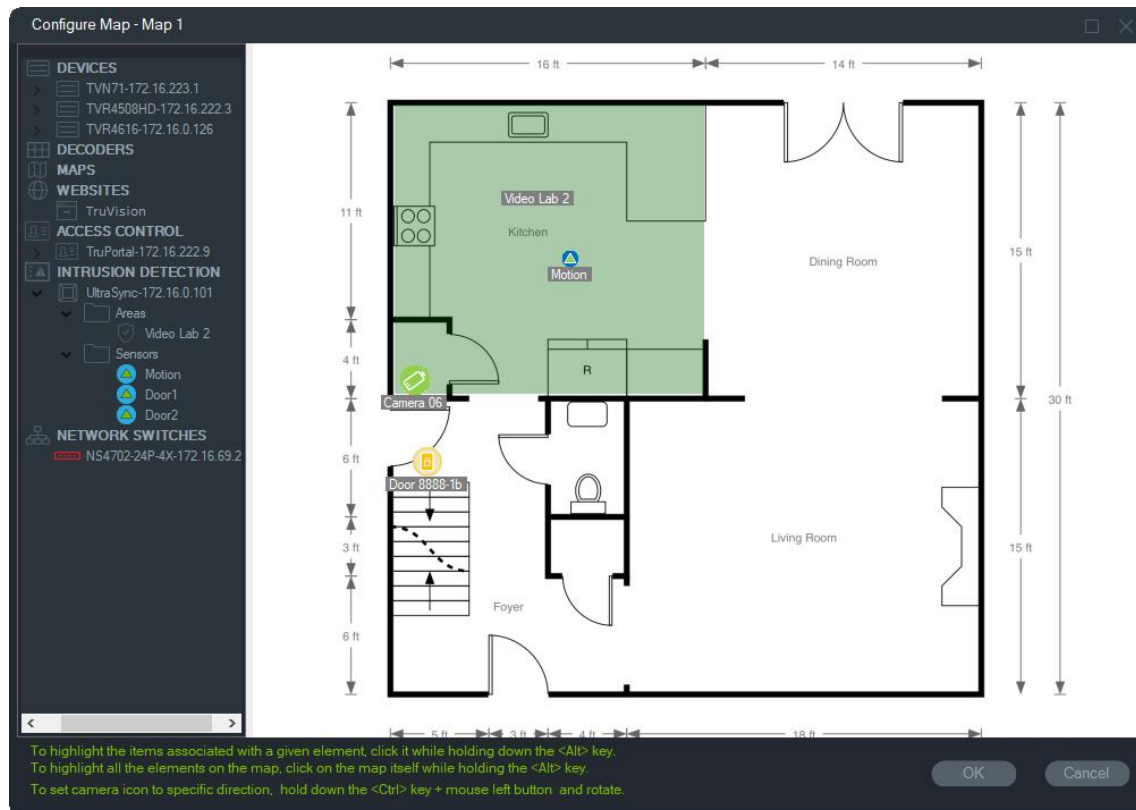 Configure Map - Map 1
DEVICES
TVN71-172.16.223.1
TVR4508HD-172.16.222.3
TVR4616-172.16.0.126
DECODERS
MAPS
WEBSITES
TruVision
ACCESS CONTROL
TruPortal-172.16.222.9
INTRUSION DETECTION
UltraSync-172.16.0.101
Areas
Video Lab 2
Sensors
Motion
Door1
Door2
NETWORK SWITCHES
NS4702-24P-4X-172.16.69.2
16 ft
14 ft
11 ft
Video Lab 2
Kitchen
Motion
Dining Room
15 ft
4 ft
R
Camera 06
30 ft
6 ft
Door 8888-1b
3 ft
Living Room
15 ft
Foyer
6 ft
5 ft
3 ft
4 ft
18 ft
To highlight the items associated with a given element, click it while holding down the <Alt> key.
To highlight all the elements on the map, click on the map itself while holding the <Alt> key.
To set camera icon to specific direction, hold down the <Ctrl> key + mouse left button and rotate.
OK
Cancel